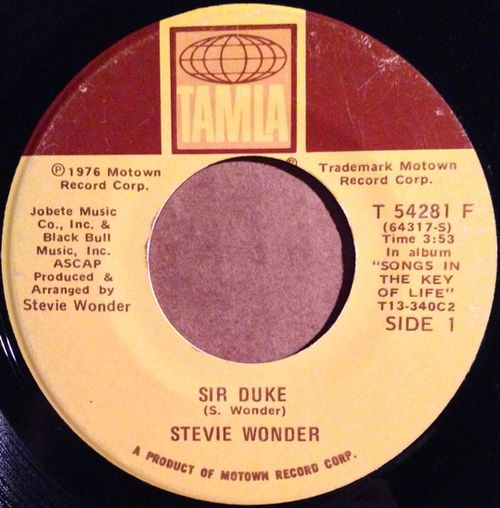 TAMLA
®
℗ 1976 Motown
Record Corp.
Trademark Motown
Record Corp.
Jobete Music
Co., Inc. &
Black Bull
Music, Inc.
ASCAP
Produced &
Arranged by
Stevie Wonder
T 54281 F
(64317-S)
Time 3:53
In album
"SONGS IN
THE KEY
OF LIFE"
T13-340C2
SIDE 1
SIR DUKE
(S. Wonder)
STEVIE WONDER
A PRODUCT OF MOTOWN RECORD CORP.